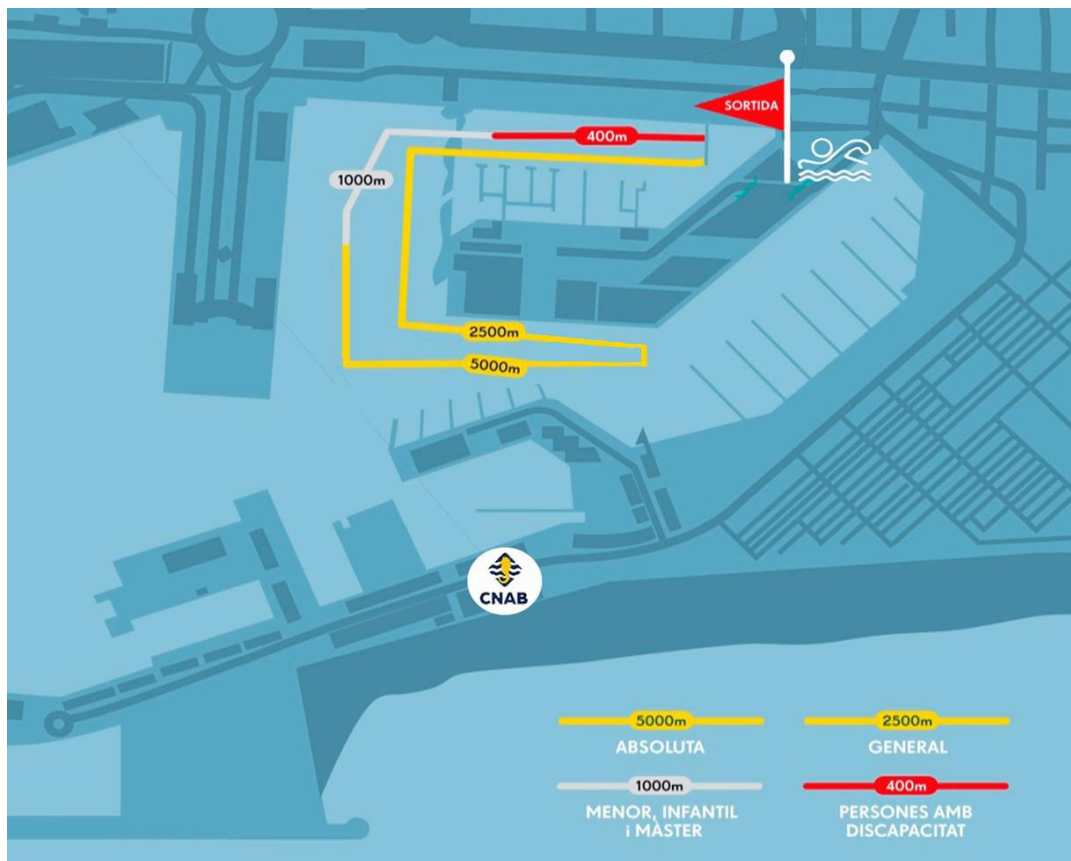 SORTIDA
400m
1000m
2500m
5000m
CNAB
5000m
ABSOLUTA
2500m
GENERAL
1000m
MENOR, INFANTIL
i MÀSTER
400m
PERSONES AMB
DISCAPACITAT